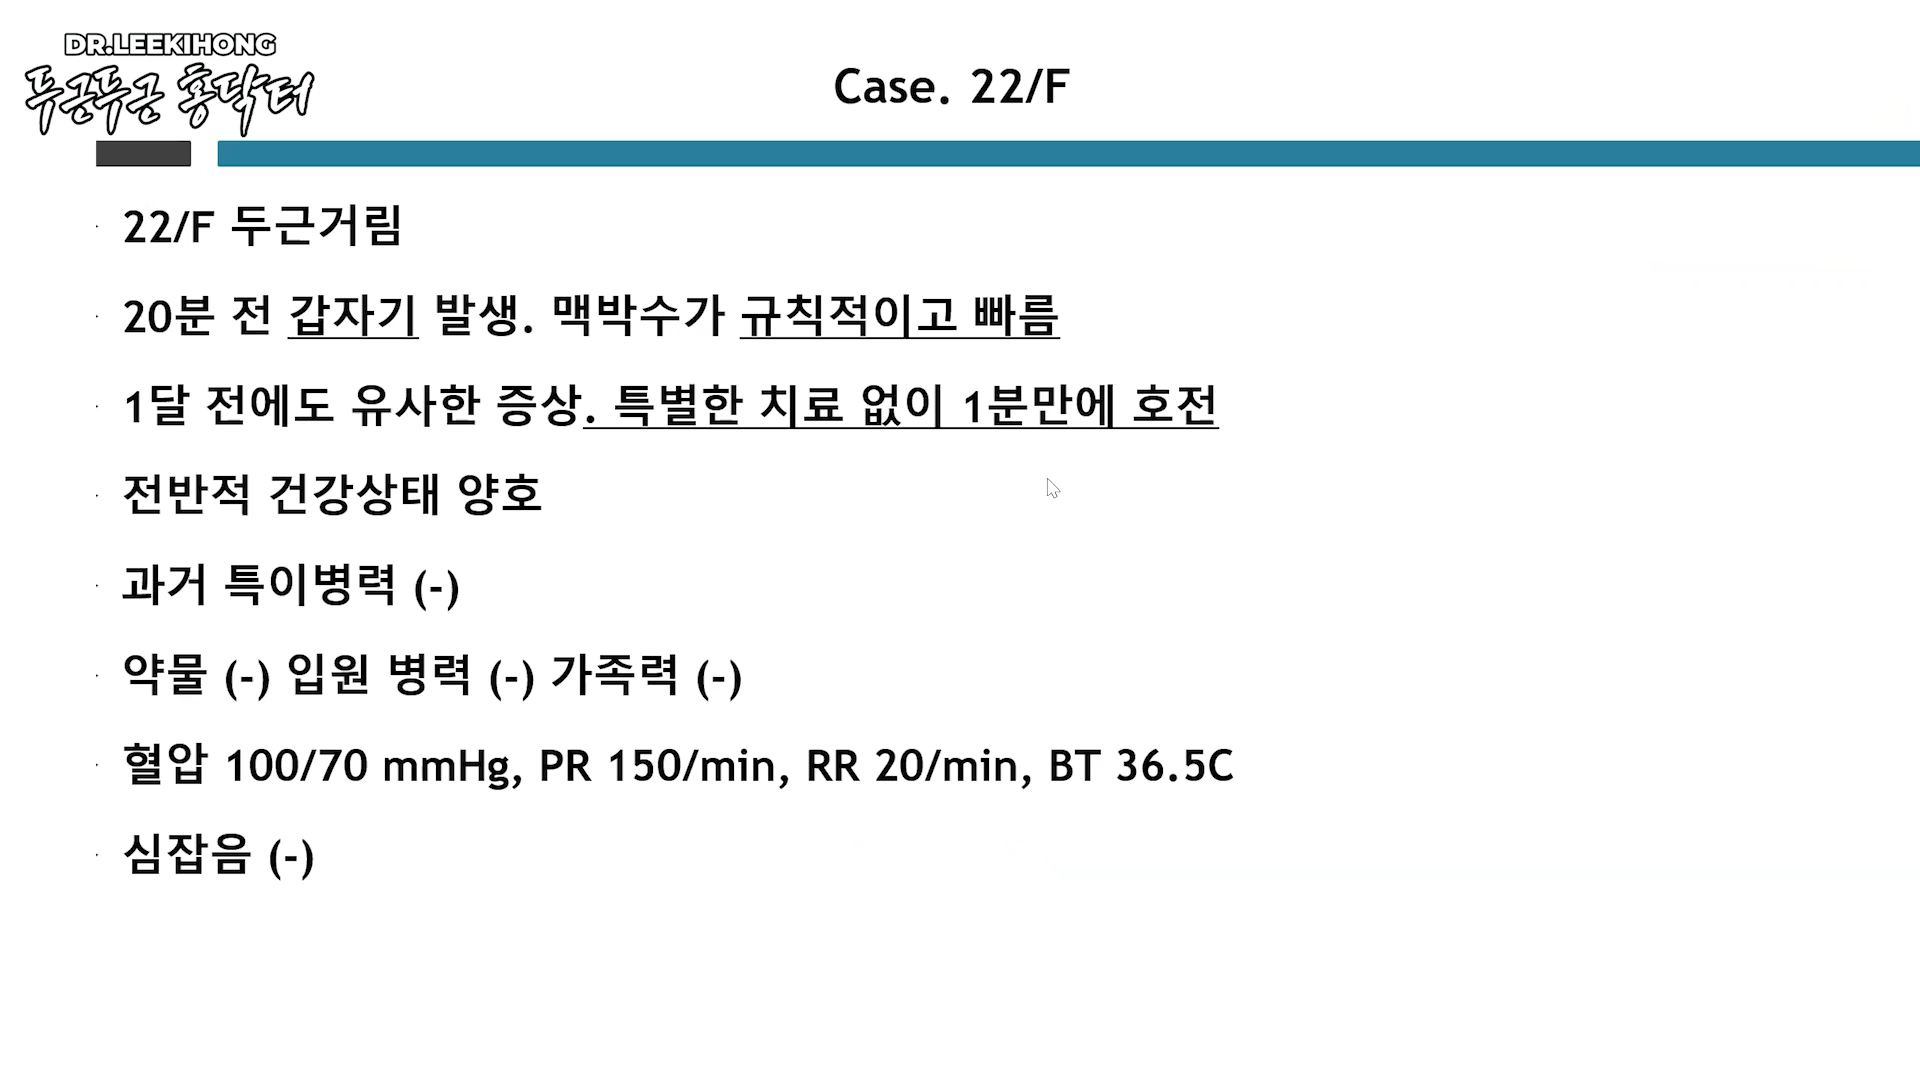 DR.LEEKIHONG
두근두근 홍닥터
Case. 22/F
· 22/F 두근거림
· 20분 전 갑자기 발생. 맥박수가 규칙적이고 빠름
· 1달 전에도 유사한 증상. 특별한 치료 없이 1분만에 호전
· 전반적 건강상태 양호
· 과거 특이병력 (-)
· 약물 (-) 입원 병력 (-) 가족력 (-)
· 혈압 100/70 mmHg, PR 150/min, RR 20/min, BT 36.5C
· 심잡음 (-)